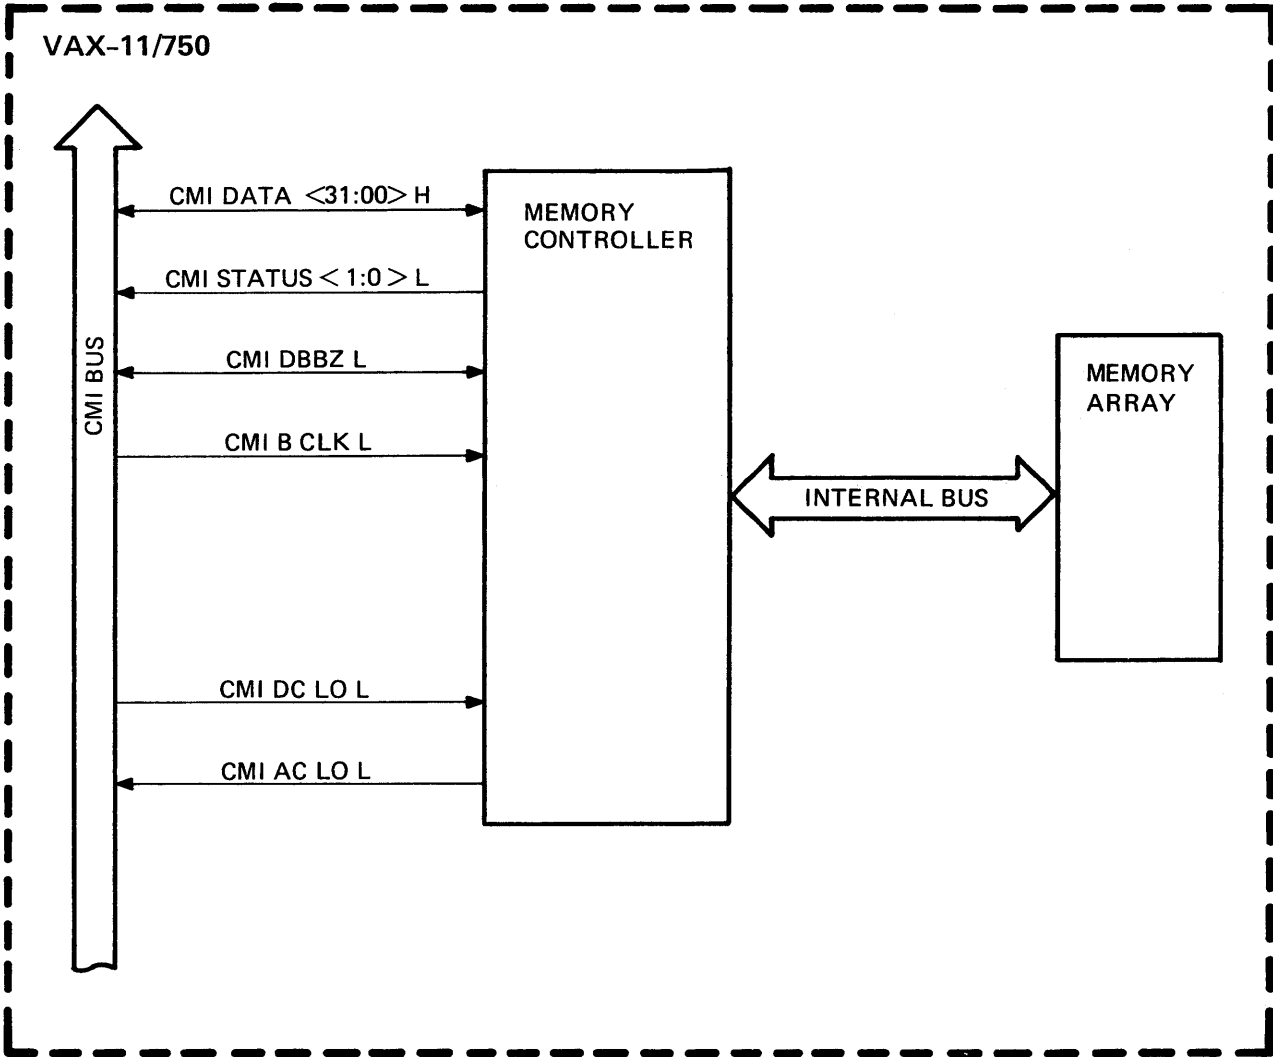 VAX-11/750
CMI DATA <31:00> H
MEMORY
CONTROLLER
CMI STATUS < 1:0 > L
CMI BUS
CMI DBBZ L
MEMORY
ARRAY
CMI B CLK L
INTERNAL BUS
CMI DC LO L
CMI AC LO L